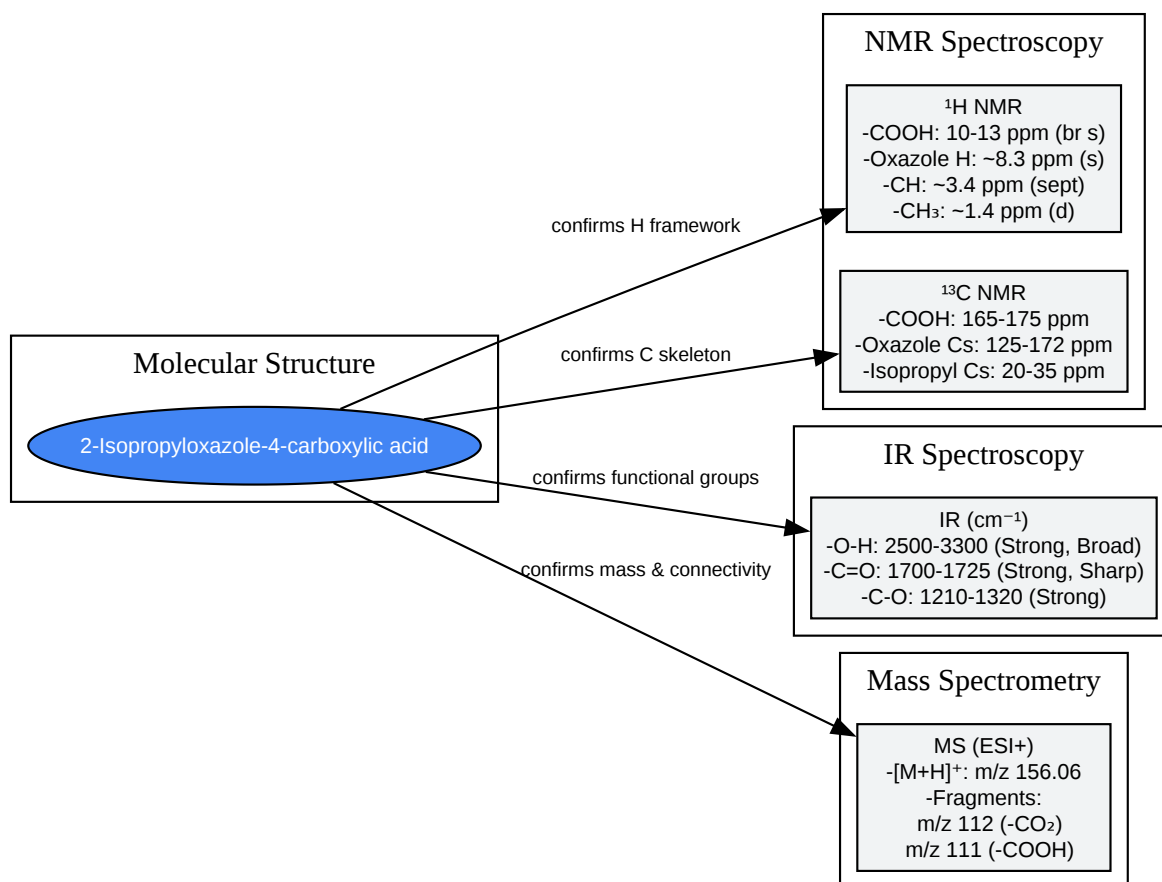 NMR Spectroscopy
¹H NMR
-COOH: 10-13 ppm (br s)
-Oxazole H: ~8.3 ppm (s)
-CH: ~3.4 ppm (sept)
-CH₃: ~1.4 ppm (d)
confirms H framework
¹³C NMR
-COOH: 165-175 ppm
-Oxazole Cs: 125-172 ppm
-Isopropyl Cs: 20-35 ppm
confirms C skeleton
Molecular Structure
2-Isopropyloxazole-4-carboxylic acid
IR Spectroscopy
confirms functional groups
IR (cm⁻¹)
-O-H: 2500-3300 (Strong, Broad)
-C=O: 1700-1725 (Strong, Sharp)
-C-O: 1210-1320 (Strong)
confirms mass & connectivity
Mass Spectrometry
MS (ESI+)
-[M+H]⁺: m/z 156.06
-Fragments:
m/z 112 (-CO₂)
m/z 111 (-COOH)